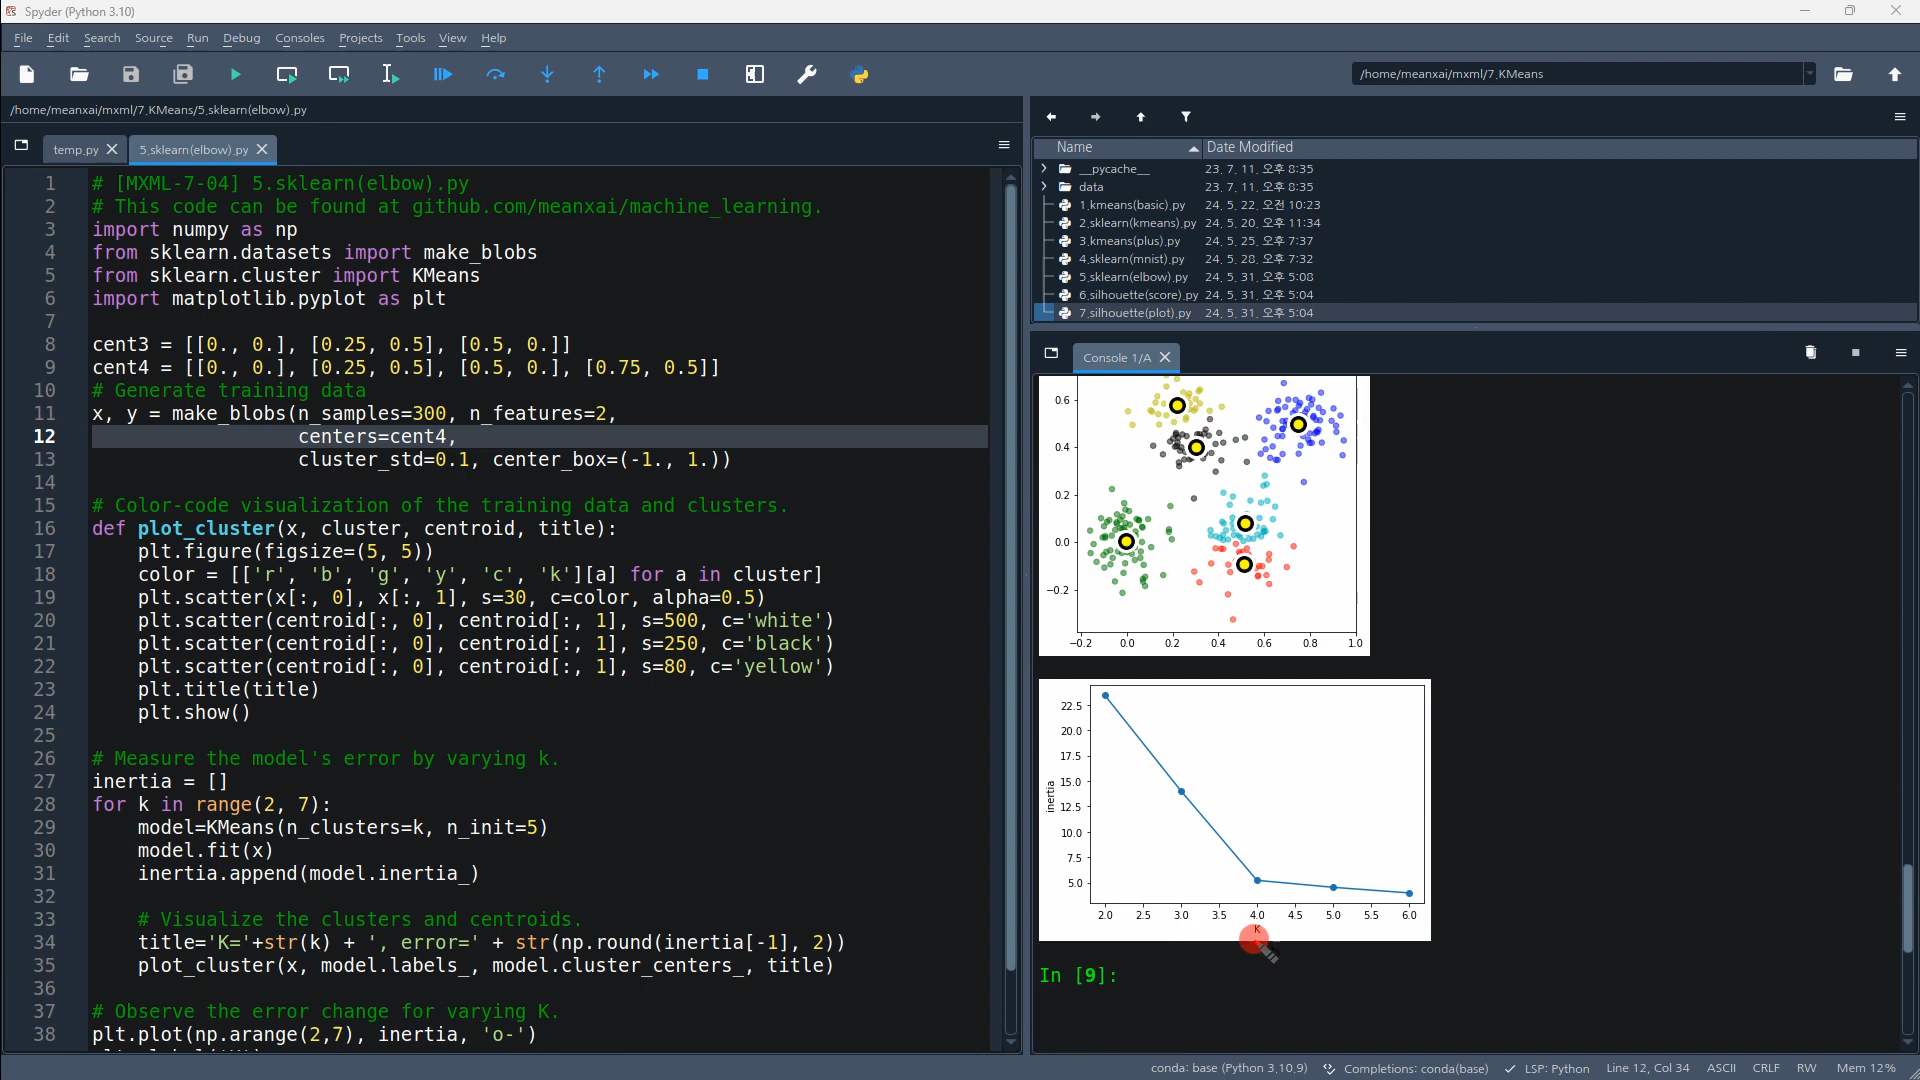 Spyder (Python 3.10)
File Edit Search Source Run Debug Consoles Projects Tools View Help
/home/meanxai/mxml/7.KMeans
/home/meanxai/mxml/7.KMeans/5.sklearn(elbow).py
temp.py
5.sklearn(elbow).py
1 # [MXML-7-04] 5.sklearn(elbow).py
2 # This code can be found at github.com/meanxai/machine_learning.
3 import numpy as np
4 from sklearn.datasets import make_blobs
5 from sklearn.cluster import KMeans
6 import matplotlib.pyplot as plt
7
8 cent3 = [[0., 0.], [0.25, 0.5], [0.5, 0.]]
9 cent4 = [[0., 0.], [0.25, 0.5], [0.5, 0.], [0.75, 0.5]]
10 # Generate training data
11 x, y = make_blobs(n_samples=300, n_features=2,
12 centers=cent4,
13 cluster_std=0.1, center_box=(-1., 1.))
14
15 # Color-code visualization of the training data and clusters.
16 def plot_cluster(x, cluster, centroid, title):
17 plt.figure(figsize=(5, 5))
18 color = [['r', 'b', 'g', 'y', 'c', 'k'][a] for a in cluster]
19 plt.scatter(x[:, 0], x[:, 1], s=30, c=color, alpha=0.5)
20 plt.scatter(centroid[:, 0], centroid[:, 1], s=500, c='white')
21 plt.scatter(centroid[:, 0], centroid[:, 1], s=250, c='black')
22 plt.scatter(centroid[:, 0], centroid[:, 1], s=80, c='yellow')
23 plt.title(title)
24 plt.show()
25
26 # Measure the model's error by varying k.
27 inertia = []
28 for k in range(2, 7):
29 model=KMeans(n_clusters=k, n_init=5)
30 model.fit(x)
31 inertia.append(model.inertia_)
32
33 # Visualize the clusters and centroids.
34 title='K='+str(k) + ', error=' + str(np.round(inertia[-1], 2))
35 plot_cluster(x, model.labels_, model.cluster_centers_, title)
36
37 # Observe the error change for varying K.
38 plt.plot(np.arange(2,7), inertia, 'o-')
Name Date Modified
__pycache__ 23. 7. 11. 오후 8:35
data 23. 7. 11. 오후 8:35
1.kmeans(basic).py 24. 5. 22. 오전 10:23
2.sklearn(kmeans).py 24. 5. 20. 오후 11:34
3.kmeans(plus).py 24. 5. 25. 오후 7:37
4.sklearn(mnist).py 24. 5. 28. 오후 7:32
5.sklearn(elbow).py 24. 5. 31. 오후 5:08
6.silhouette(score).py 24. 5. 31. 오후 5:04
7.silhouette(plot).py 24. 5. 31. 오후 5:04
Console 1/A
0.6
0.4
0.2
0.0
−0.2
−0.2 0.0 0.2 0.4 0.6 0.8 1.0
22.5
20.0
17.5
15.0
12.5
10.0
7.5
5.0
inertia
2.0 2.5 3.0 3.5 4.0 4.5 5.0 5.5 6.0
K
In [9]:
conda: base (Python 3.10.9) Completions: conda(base) LSP: Python Line 12, Col 34 ASCII CRLF RW Mem 12%